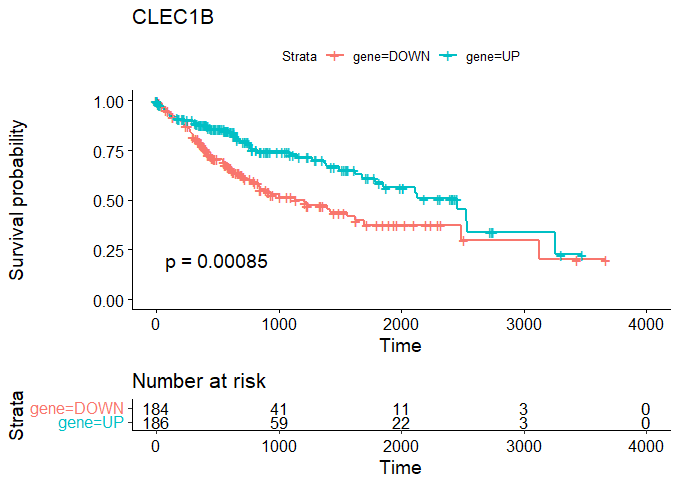 CLEC1B
Strata gene=DOWN gene=UP
Survival probability
1.00
0.75
0.50
0.25
0.00
p = 0.00085
0 1000 2000 3000 4000
Time
Number at risk
Strata
gene=DOWN 184 41 11 3 0
gene=UP 186 59 22 3 0
0 1000 2000 3000 4000
Time